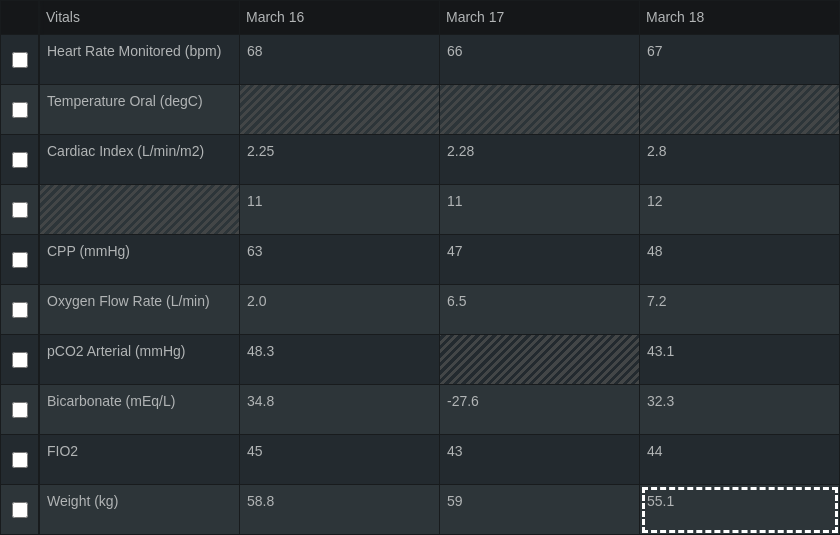 Vitals March 16 March 17 March 18
Heart Rate Monitored (bpm) 68 66 67
Temperature Oral (degC)
Cardiac Index (L/min/m2) 2.25 2.28 2.8
11 11 12
CPP (mmHg) 63 47 48
Oxygen Flow Rate (L/min) 2.0 6.5 7.2
pCO2 Arterial (mmHg) 48.3 43.1
Bicarbonate (mEq/L) 34.8 -27.6 32.3
FIO2 45 43 44
Weight (kg) 58.8 59 55.1